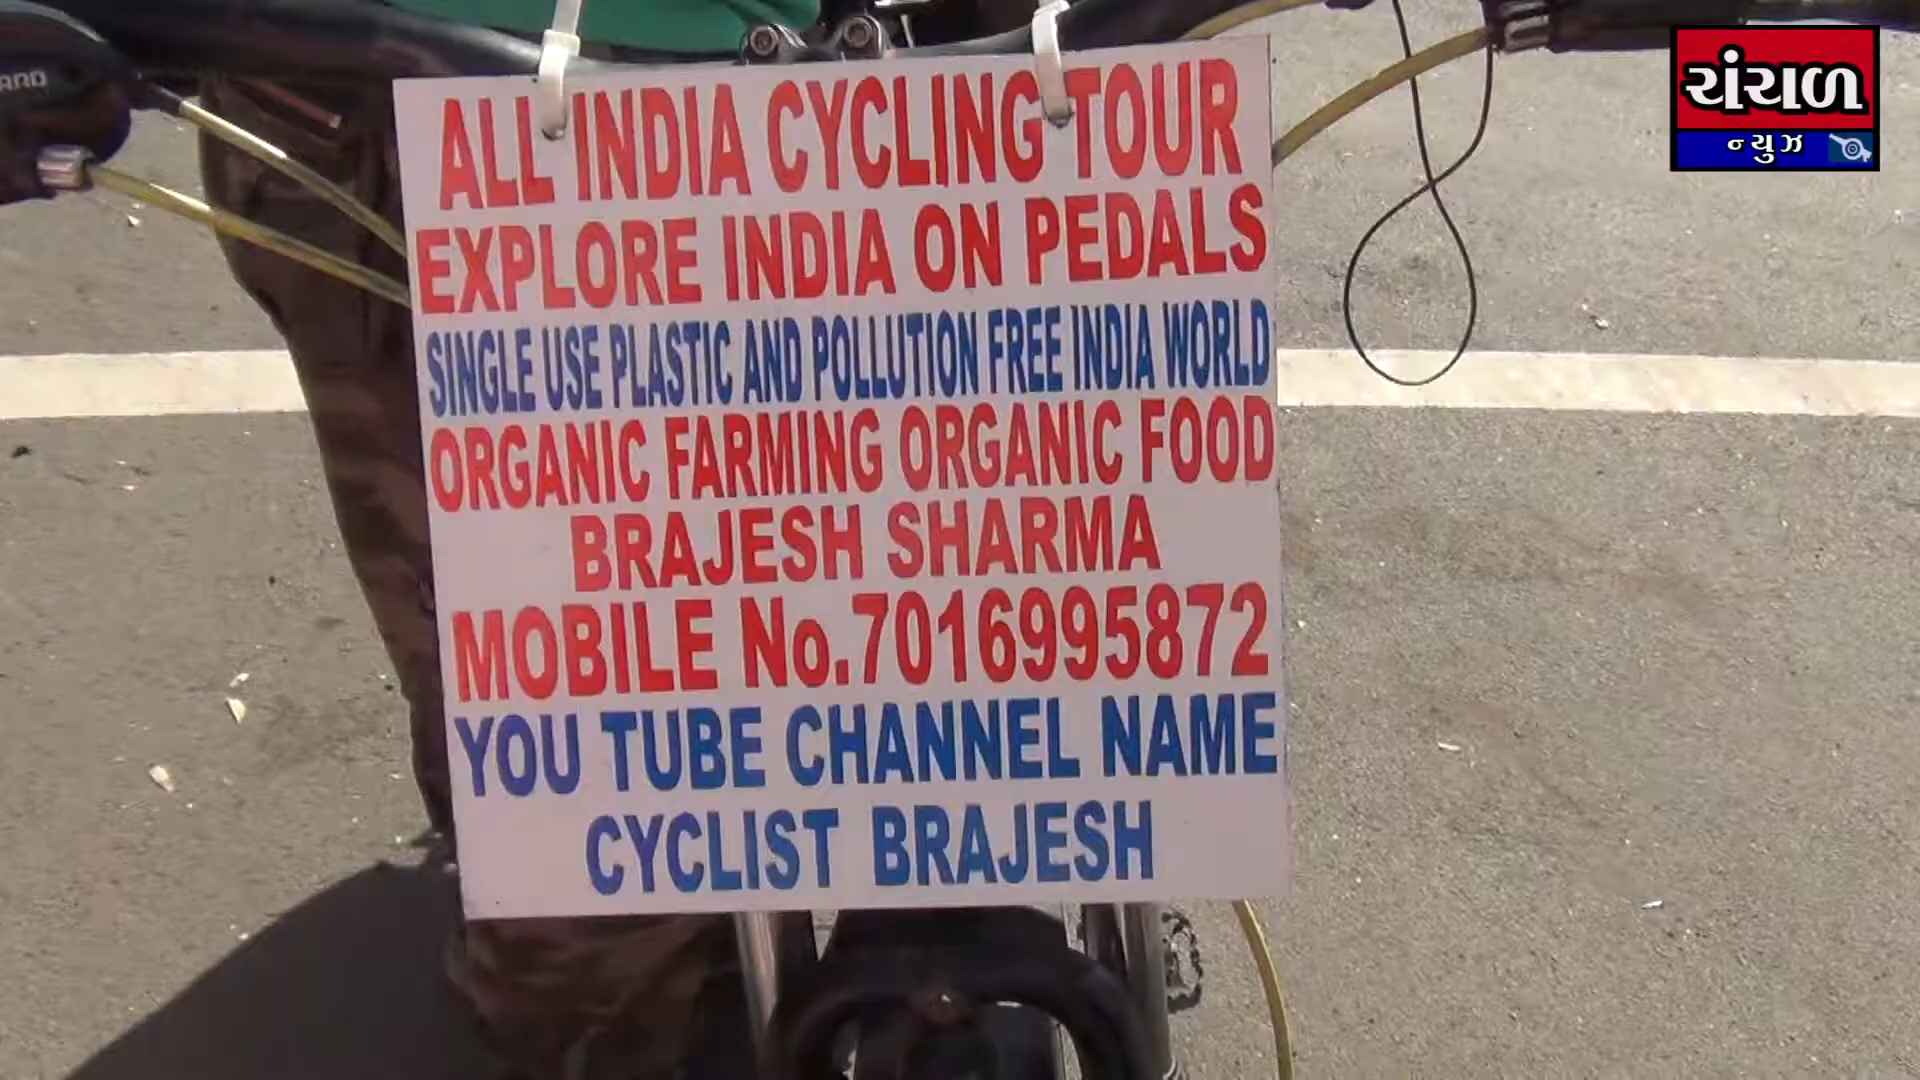 ALL INDIA CYCLING TOUR
EXPLORE INDIA ON PEDALS
SINGLE USE PLASTIC AND POLLUTION FREE INDIA WORLD
ORGANIC FARMING ORGANIC FOOD
BRAJESH SHARMA
MOBILE No.7016995872
YOU TUBE CHANNEL NAME
CYCLIST BRAJESH
ચંચળ
ન્યુઝ